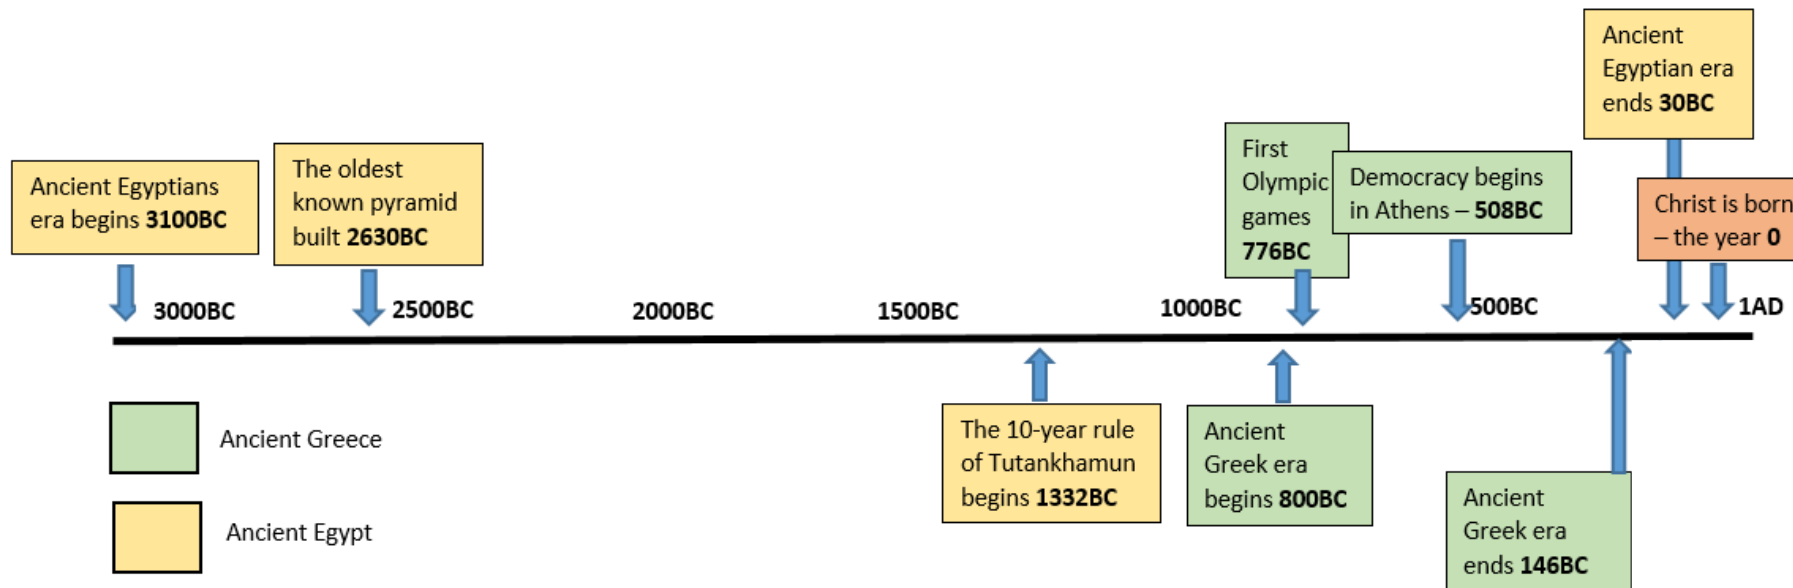 Ancient
Egyptian era
ends 30BC
First
Olympic
games
776BC
Democracy begins
in Athens – 508BC
The oldest
known pyramid
built 2630BC
Ancient Egyptians
era begins 3100BC
Christ is born
– the year 0
3000BC
2500BC
2000BC
1500BC
1000BC
500BC
1AD
The 10-year rule
of Tutankhamun
begins 1332BC
Ancient
Greek era
begins 800BC
Ancient
Greek era
ends 146BC
Ancient Greece
Ancient Egypt